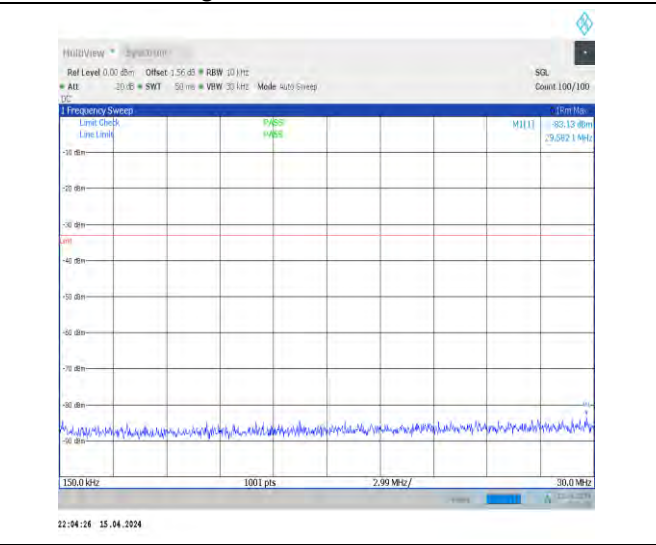 MultiView Spectrum
Ref Level 0.00 dBm Offset 1.56 dB RBW 10 kHz SGL
Att 20 dB SWT 50 ms VBW 30 kHz Mode Auto Sweep Count 100/100
DC
1 Frequency Sweep 1Rm Max
Limit Check PASS M1[1] -83.13 dBm
Line Limit PASS 29.5821 MHz
-10 dBm
-20 dBm
-30 dBm
Limit
-40 dBm
-50 dBm
-60 dBm
-70 dBm
-80 dBm
M1
-90 dBm
150.0 kHz 1001 pts 2.99 MHz/ 30.0 MHz
22:04:26 15.04.2024